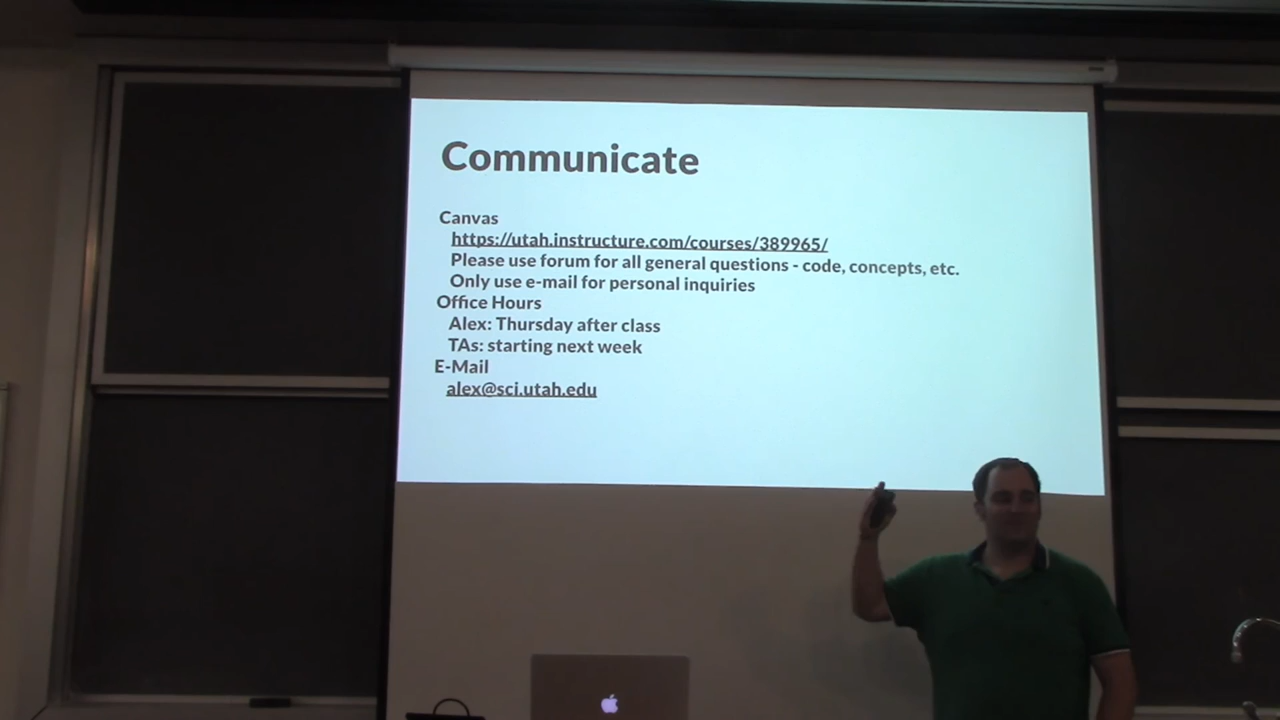 Communicate
Canvas
https://utah.instructure.com/courses/389965/
Please use forum for all general questions - code, concepts, etc.
Only use e-mail for personal inquiries
Office Hours
Alex: Thursday after class
TAs: starting next week
E-Mail
alex@sci.utah.edu